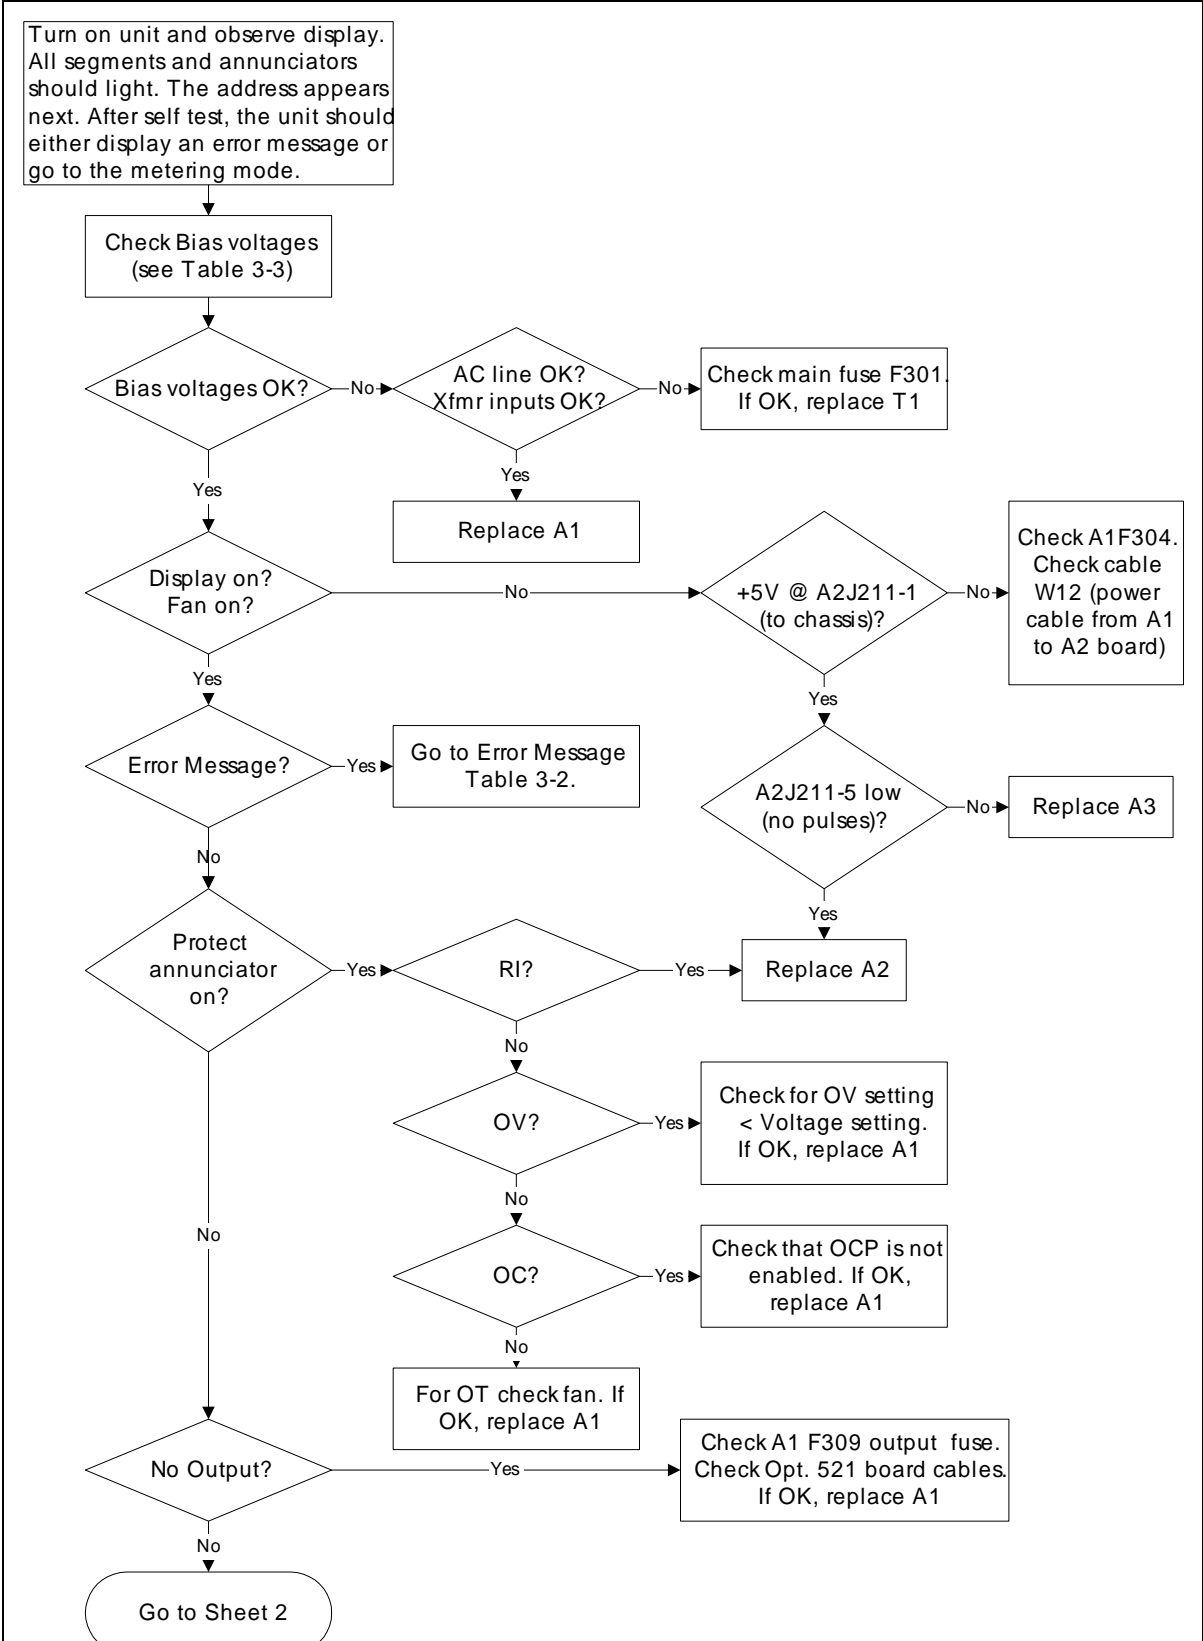 Turn on unit and observe display.
All segments and annunciators
should light. The address appears
next. After self test, the unit should
either display an error message or
go to the metering mode.
Check Bias voltages
(see Table 3-3)
Bias voltages OK?
No
AC line OK?
Xfmr inputs OK?
No
Check main fuse F301.
If OK, replace T1
Yes
Yes
Replace A1
Display on?
Fan on?
No
+5V @ A2J211-1
(to chassis)?
No
Check A1F304.
Check cable
W12 (power
cable from A1
to A2 board)
Yes
Yes
Error Message?
Yes
Go to Error Message
Table 3-2.
A2J211-5 low
(no pulses)?
No
Replace A3
No
Yes
Protect
annunciator
on?
Yes
RI?
Yes
Replace A2
No
OV?
Yes
Check for OV setting
< Voltage setting.
If OK, replace A1
No
No
OC?
Yes
Check that OCP is not
enabled. If OK,
replace A1
No
For OT check fan. If
OK, replace A1
No Output?
Yes
Check A1 F309 output fuse.
Check Opt. 521 board cables.
If OK, replace A1
No
Go to Sheet 2